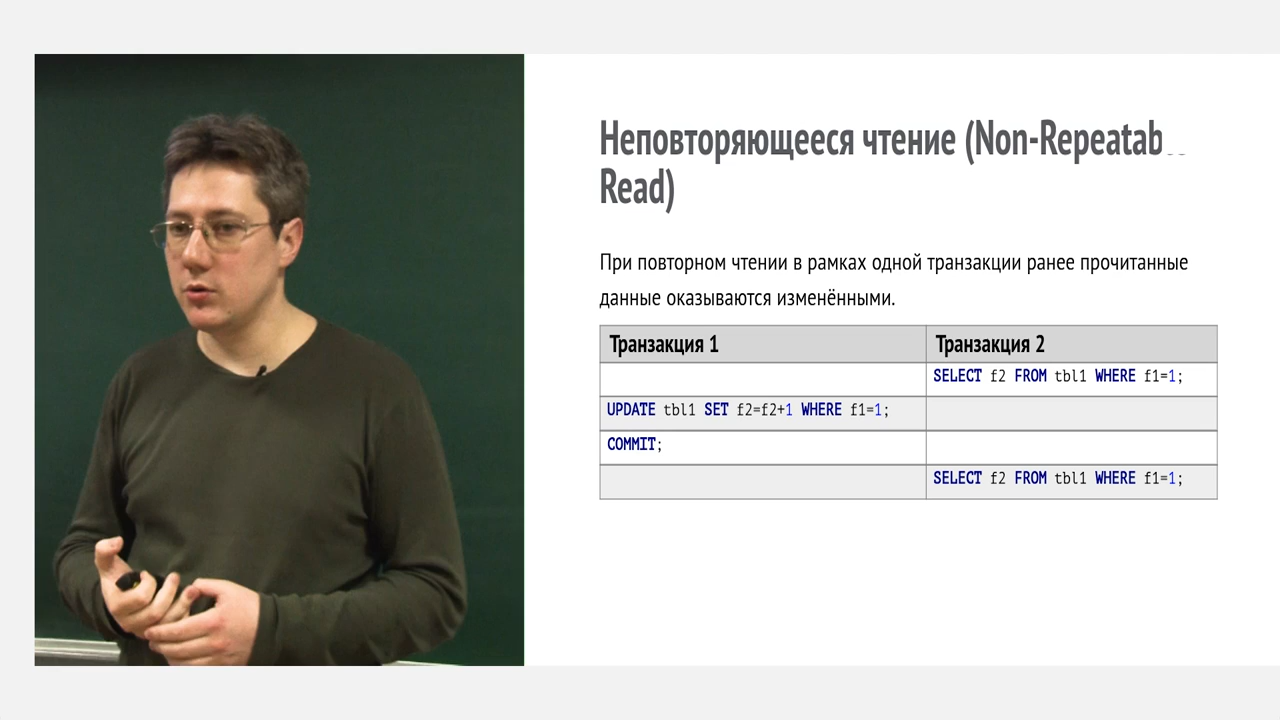 Неповторяющееся чтение (Non-Repeatab
Read)
При повторном чтении в рамках одной транзакции ранее прочитанные
данные оказываются изменёнными.
Транзакция 1 Транзакция 2
SELECT f2 FROM tbl1 WHERE f1=1;
UPDATE tbl1 SET f2=f2+1 WHERE f1=1;
COMMIT;
SELECT f2 FROM tbl1 WHERE f1=1;